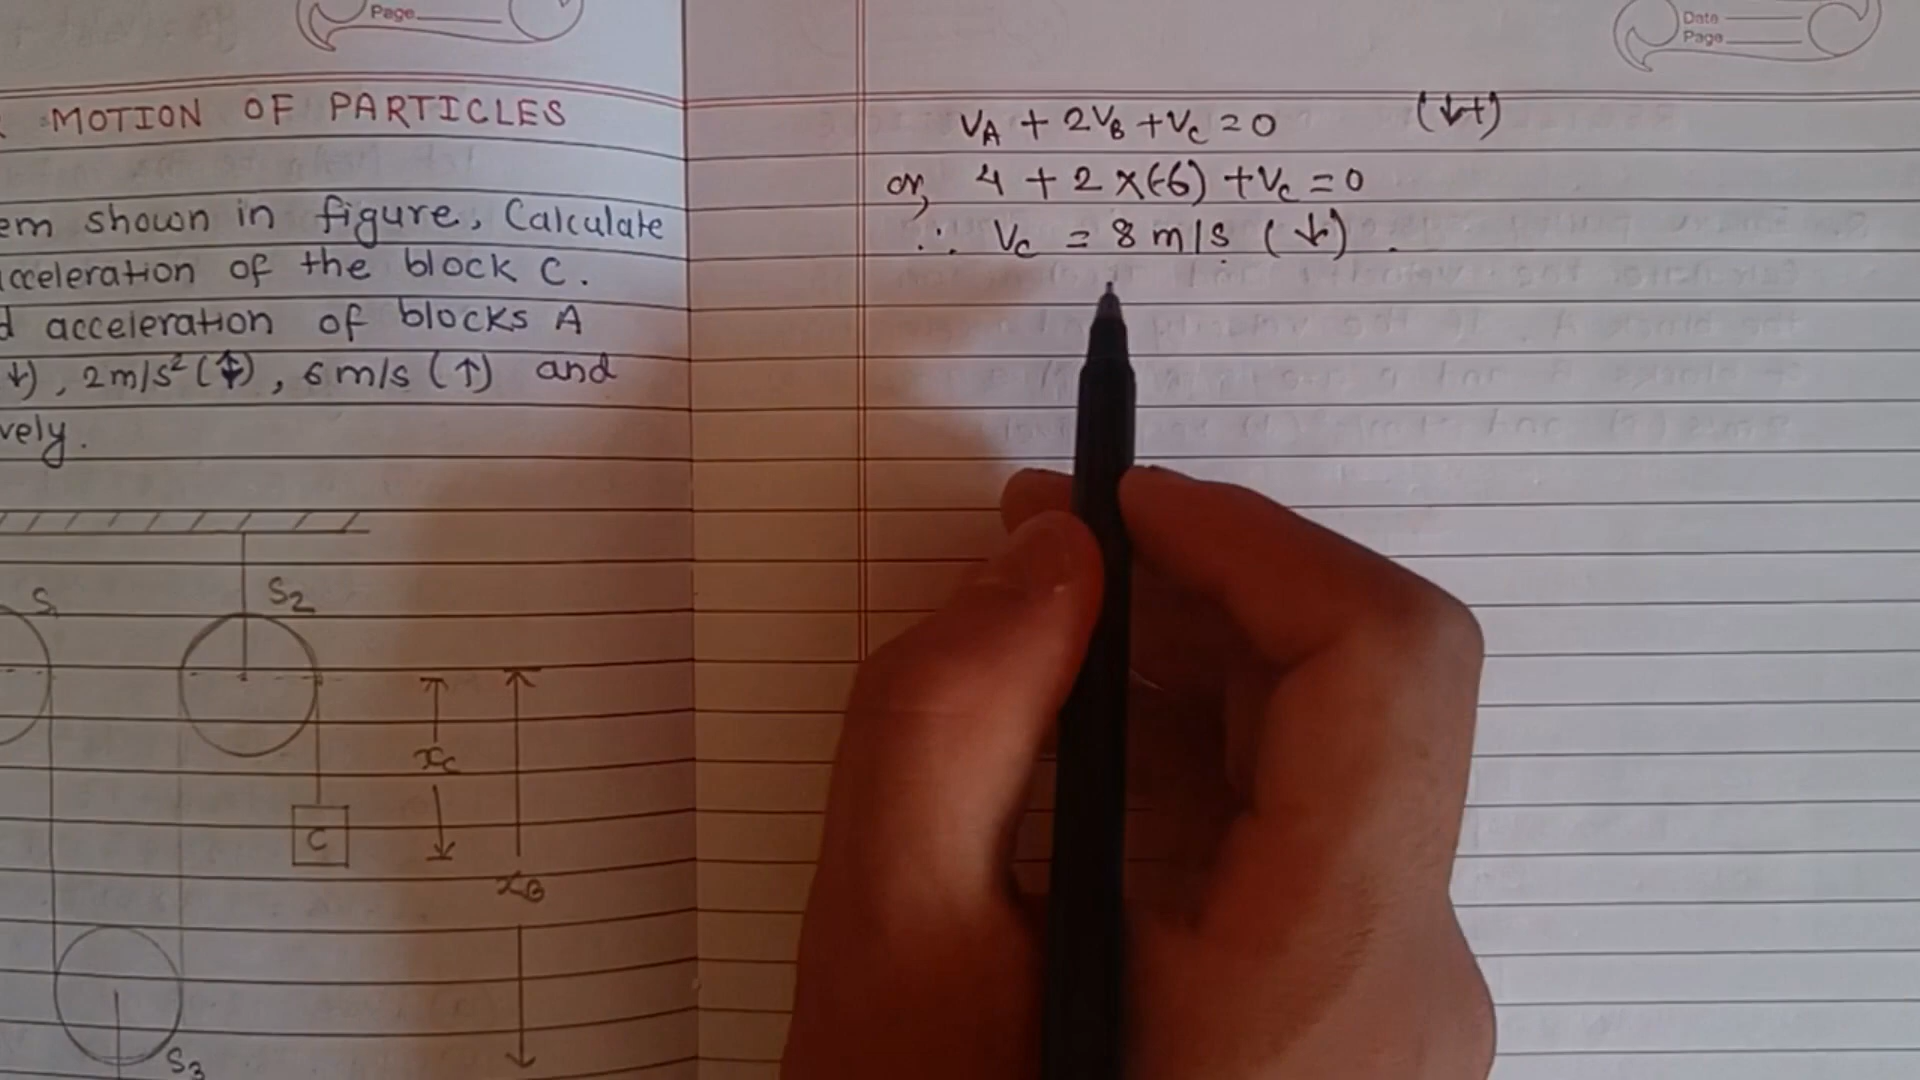 Page
MOTION OF PARTICLES
em shown in figure, Calculate
cceleration of the block C.
d acceleration of blocks A
↓), 2m/s² (), 6m/s (↑) and
vely.
S
S2
xc
C
xB
S3
Date
Page
VA + 2VB + Vc = 0 (↓+)
or, 4 + 2 x(-6) + Vc = 0
∴ Vc = 8 m/s (↓).